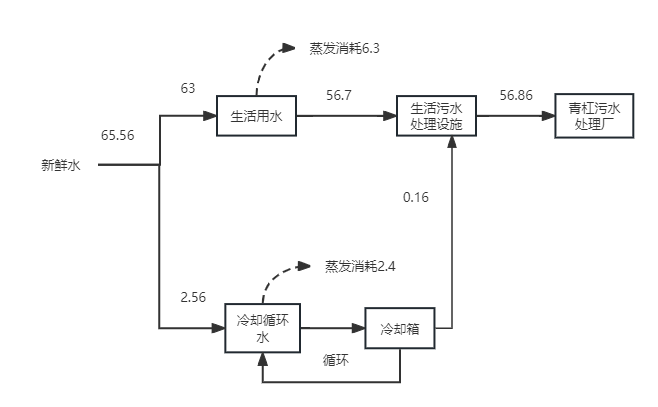 蒸发消耗6.3
63
生活用水
56.7
生活污水
处理设施
56.86
青杠污水
处理厂
65.56
新鲜水
0.16
蒸发消耗2.4
2.56
冷却循环
水
冷却箱
循环